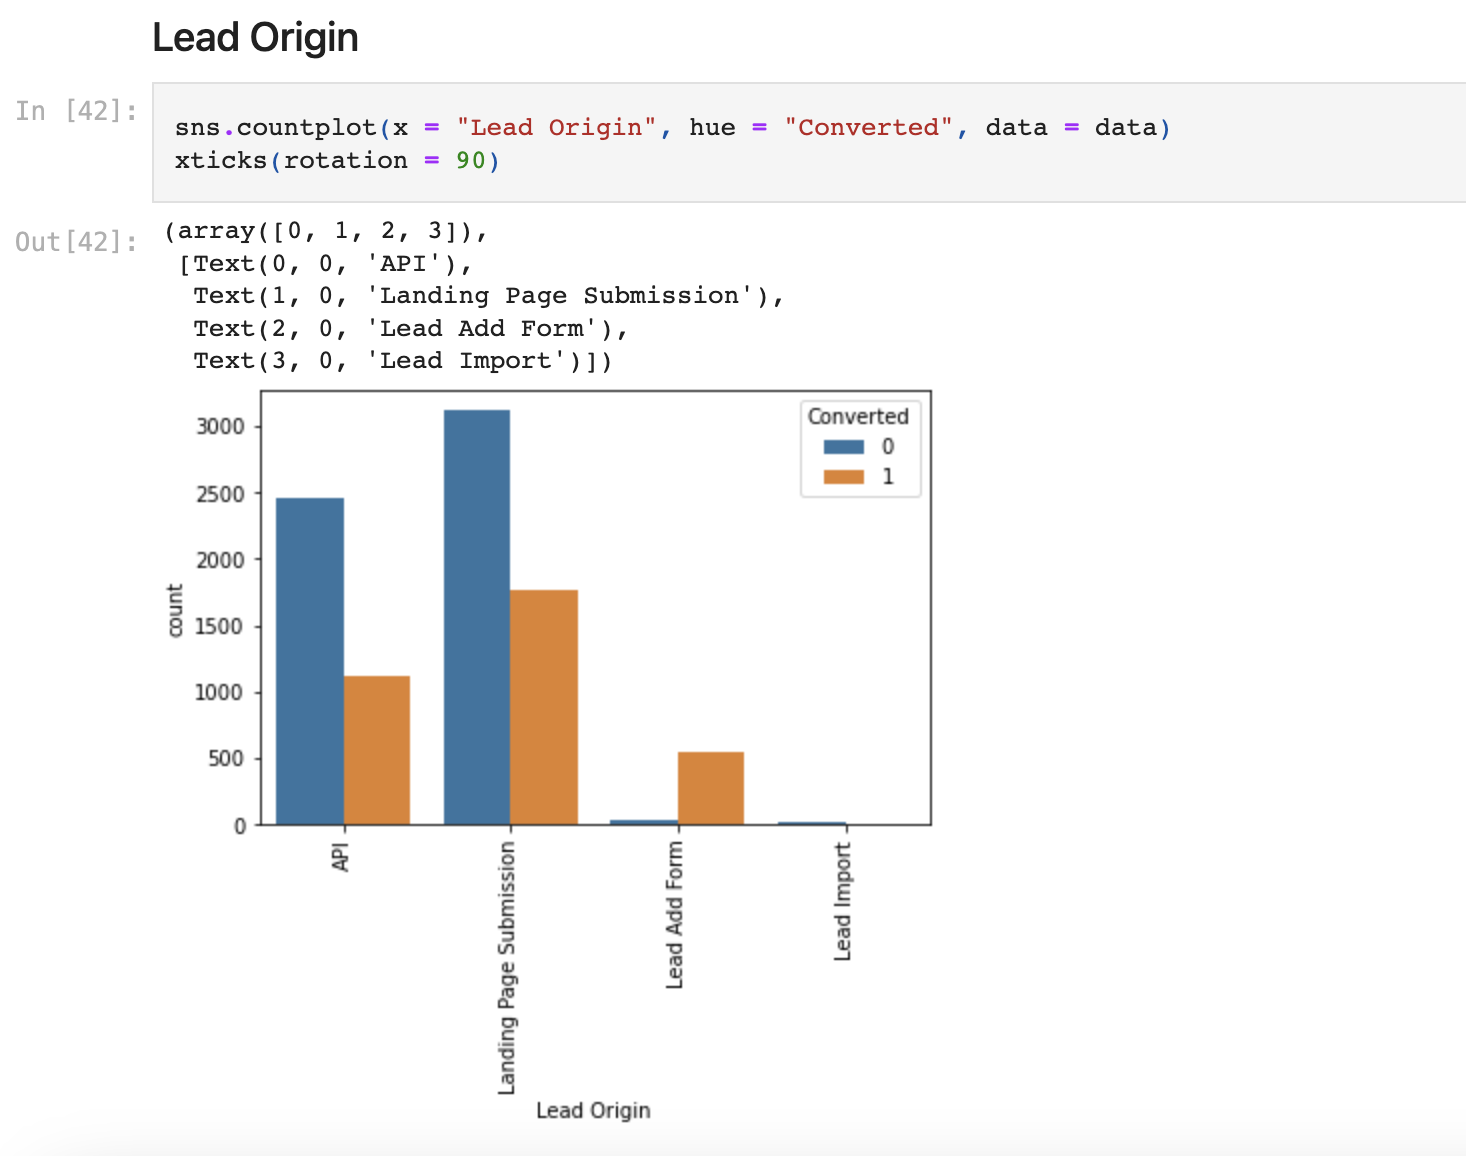 Lead Origin
In [42]:
sns.countplot(x = "Lead Origin", hue = "Converted", data = data)
xticks(rotation = 90)
Out[42]:
(array([0, 1, 2, 3]),
[Text(0, 0, 'API'),
Text(1, 0, 'Landing Page Submission'),
Text(2, 0, 'Lead Add Form'),
Text(3, 0, 'Lead Import')])
Converted
0
1
3000
2500
2000
1500
1000
500
0
count
API
Landing Page Submission
Lead Add Form
Lead Import
Lead Origin